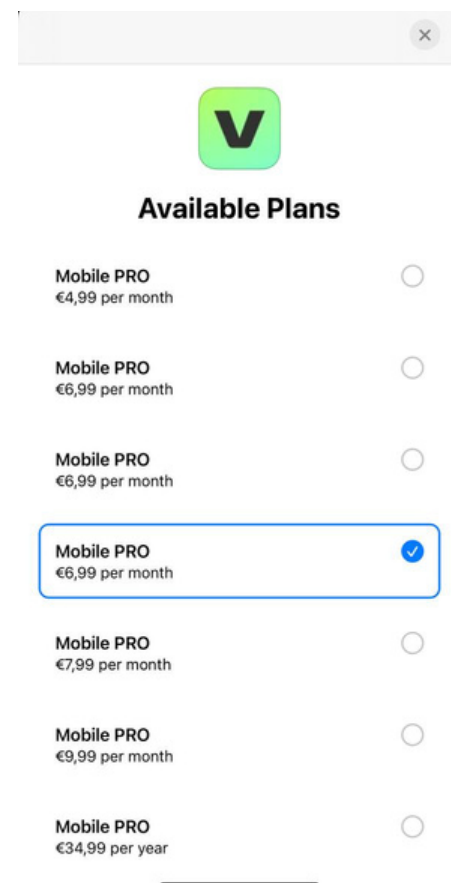 V
Available Plans
Mobile PRO
€4,99 per month
Mobile PRO
€6,99 per month
Mobile PRO
€6,99 per month
Mobile PRO
€6,99 per month
Mobile PRO
€7,99 per month
Mobile PRO
€9,99 per month
Mobile PRO
€34,99 per year